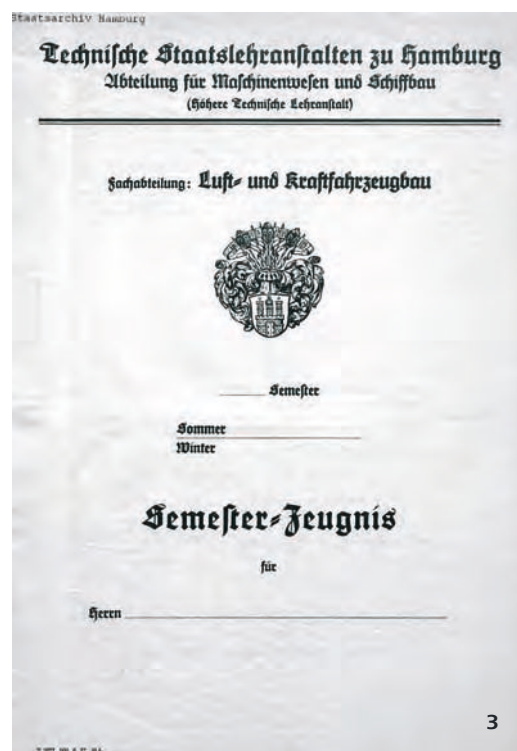 Staatsarchiv Hamburg
Technische Staatslehranstalten zu Hamburg
Abteilung für Maschinenwesen und Schiffbau
(Höhere Technische Lehranstalt)
Fachabteilung: Luft- und Kraftfahrzeugbau
Semester
Sommer
Winter
Semester-Zeugnis
für
Herrn
3